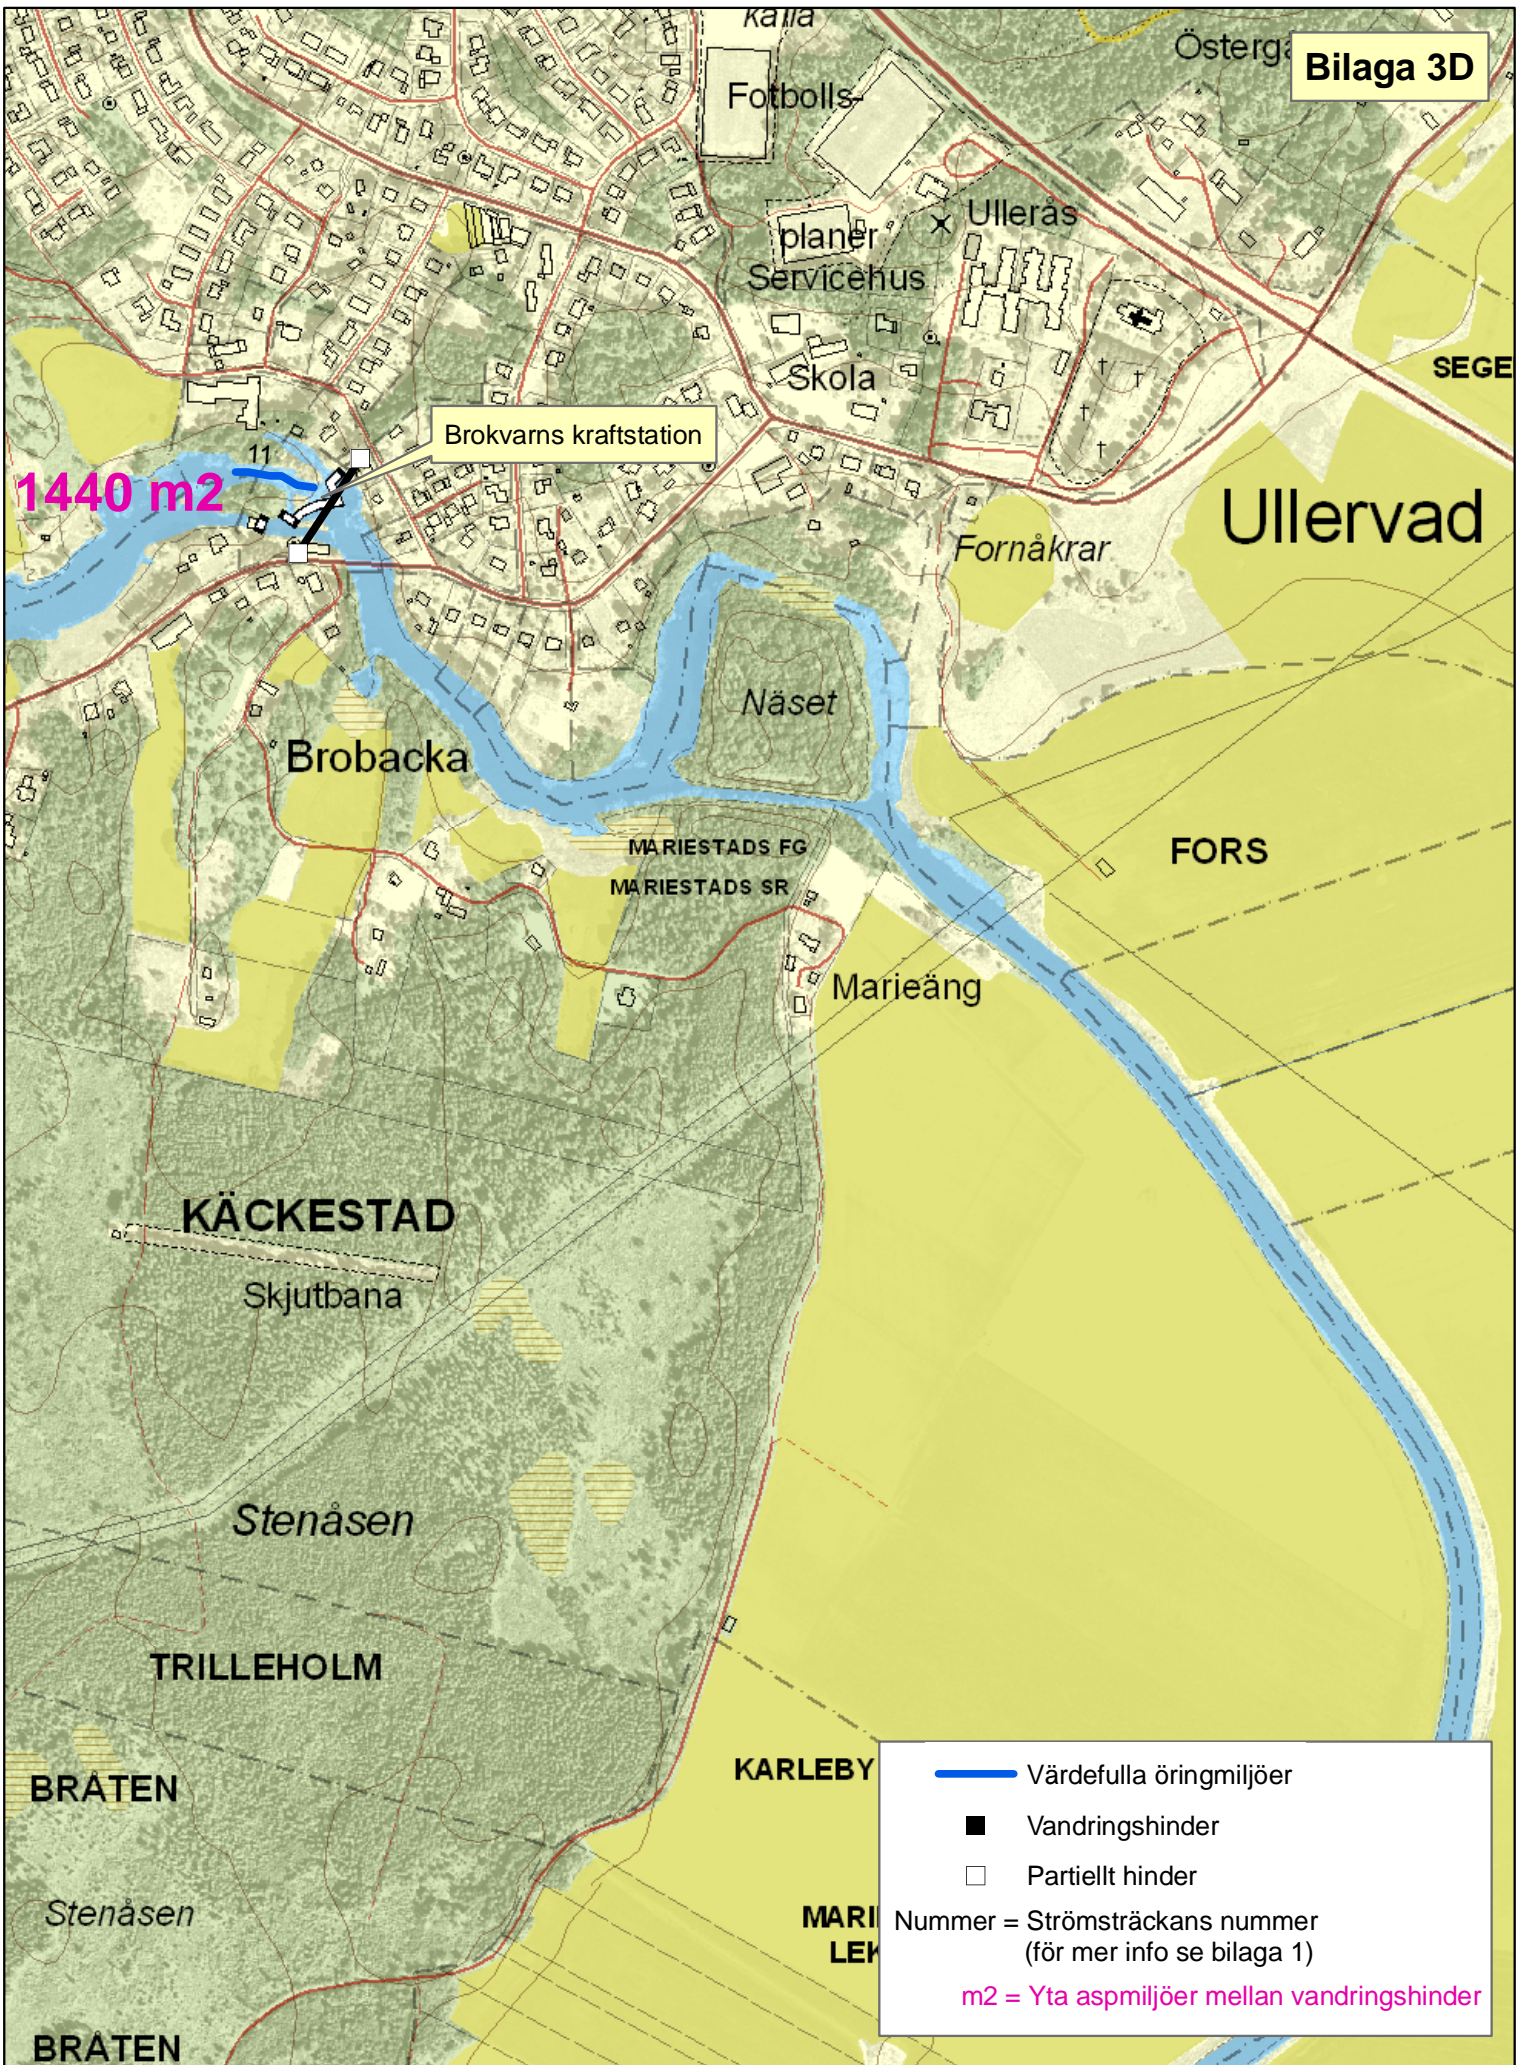 källa
Österga
Bilaga 3D
Fotbolls-
planer
Ullerås
Servicehus
Skola
SEGE
Brokvarns kraftstation
11
1440 m2
Ullervad
Fornåkrar
Näset
Brobacka
MARIESTADS FG
MARIESTADS SR
FORS
Marieäng
KÄCKESTAD
Skjutbana
Stenåsen
TRILLEHOLM
KARLEBY
BRÅTEN
Stenåsen
MARI
LEK
BRÅTEN
Värdefulla öringmiljöer
Vandringshinder
Partiellt hinder
Nummer = Strömsträckans nummer
(för mer info se bilaga 1)
m2 = Yta aspmiljöer mellan vandringshinder